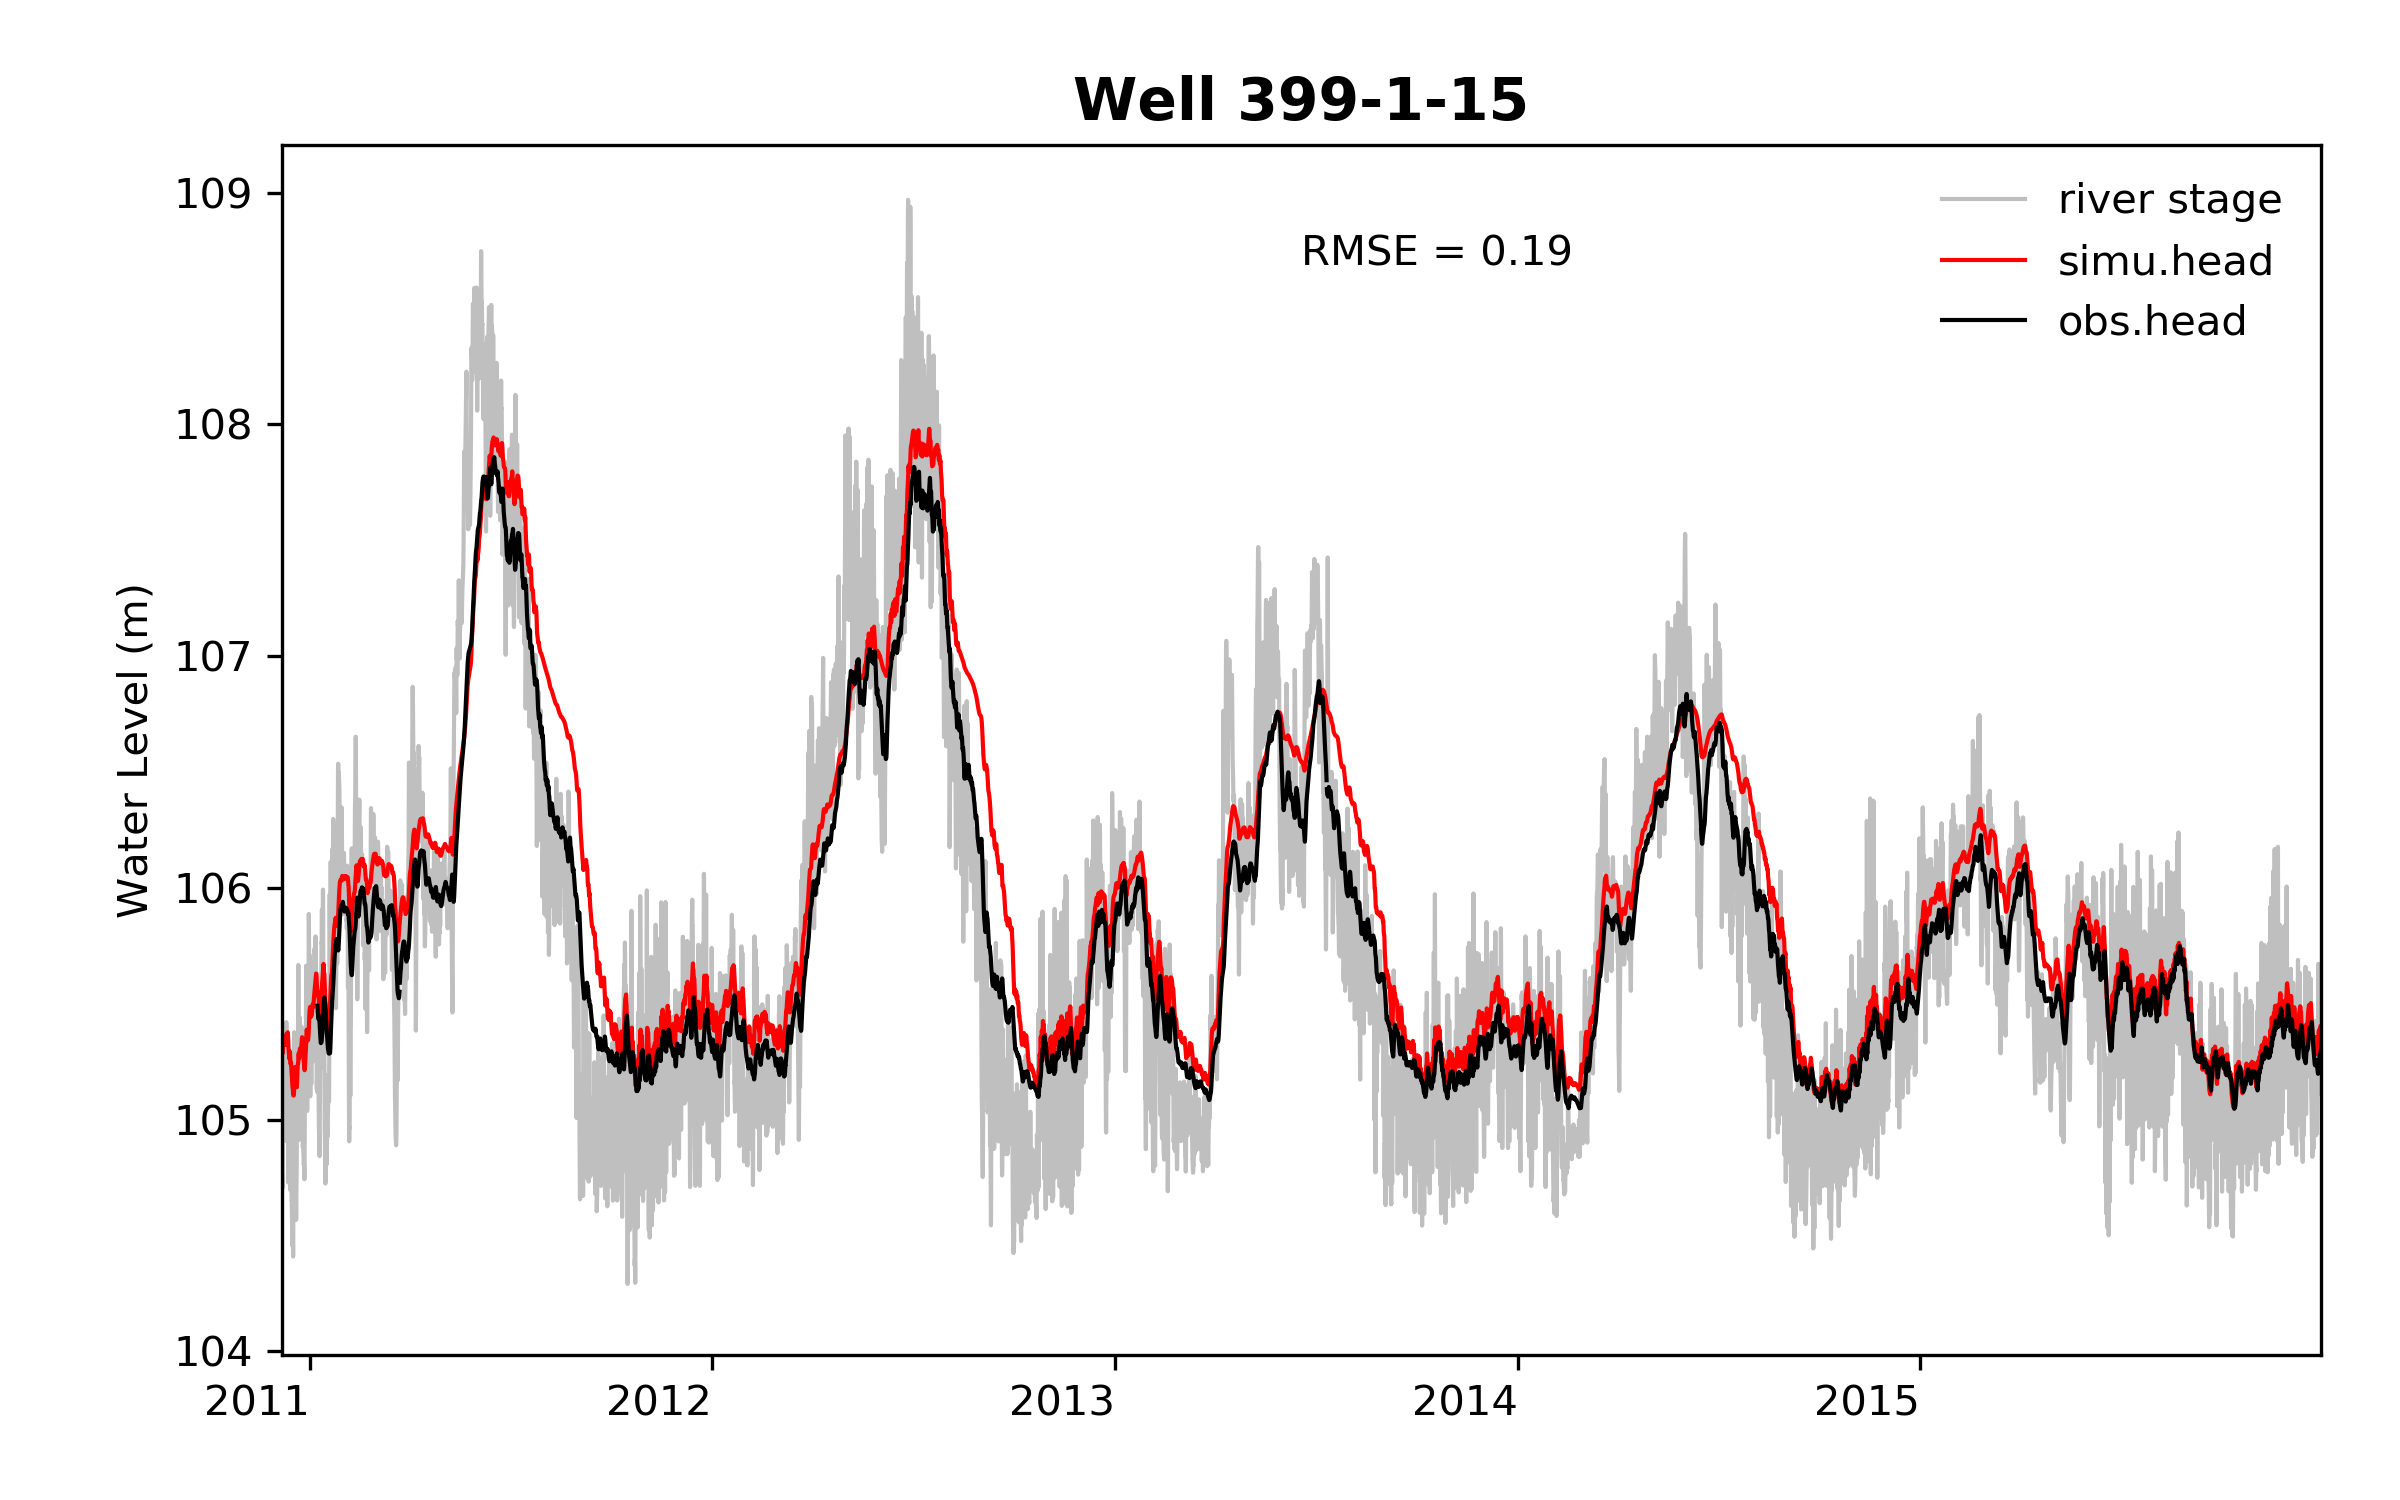 Well 399-1-15
109
108
107
106
105
104
Water Level (m)
RMSE = 0.19
river stage
simu.head
obs.head
2011
2012
2013
2014
2015